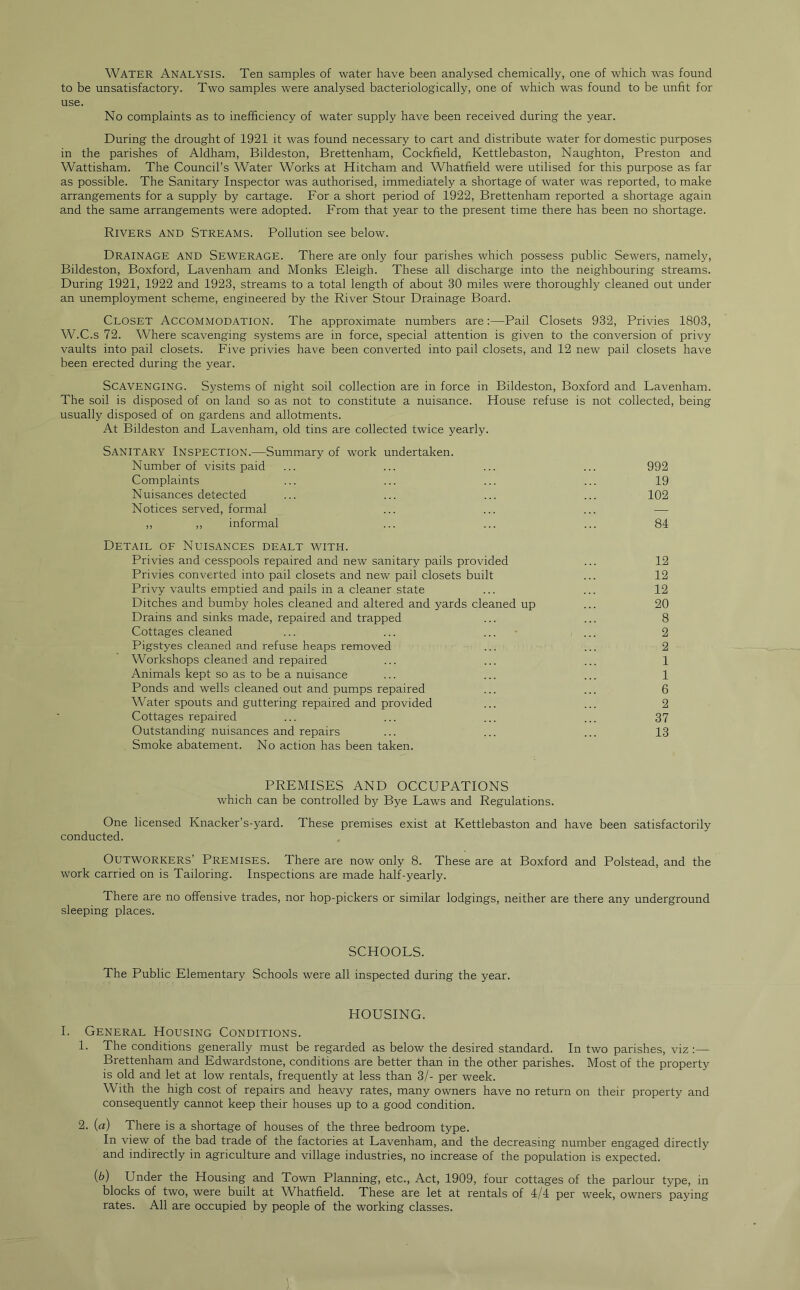 WATER ANALYSIS. Ten samples of water have been analysed chemically, one of which was found
to be unsatisfactory. Two samples were analysed bacteriologically, one of which was found to be unfit for
use.
No complaints as to inefficiency of water supply have been received during the year.
During the drought of 1921 it was found necessary to cart and distribute water for domestic purposes
in the parishes of Aldham, Bildeston, Brettenham, Cockfield, Kettlebaston, Naughton, Preston and
Wattisham. The Council's Water Works at Hitcham and Whatfield were utilised for this purpose as far
as possible. The Sanitary Inspector was authorised, immediately a shortage of water was reported, to make
arrangements for a supply by cartage. For a short period of 1922, Brettenham reported a shortage again
and the same arrangements were adopted. From that year to the present time there has been no shortage.
RIVERS AND STREAMS. Pollution see below.
DRAINAGE AND SEWERAGE. There are only four parishes which possess public Sewers, namely,
Bildeston, Boxford, Lavenham and Monks Eleigh. These all discharge into the neighbouring streams.
During 1921, 1922 and 1923, streams to a total length of about 30 miles were thoroughly cleaned out under
an unemployment scheme, engineered by the River Stour Drainage Board.
CLOSET ACCOMMODATION. The approximate numbers are:—Pail Closets 932, Privies 1803,
W.C.s 72. Where scavenging systems are in force, special attention is given to the conversion of privy
vaults into pail closets. Five privies have been converted into pail closets, and 12 new pail closets have
been erected during the year.
SCAVENGING. Systems of night soil collection are in force in Bildeston, Boxford and Lavenham.
The soil is disposed of on land so as not to constitute a nuisance. House refuse is not collected, being
usually disposed of on gardens and allotments.
At Bildeston and Lavenham, old tins are collected twice yearly.
SANITARY INSPECTION.—Summary of work undertaken.
Number of visits paid ... ... ... ... 992
Complaints ... ... ... ... 19
Nuisances detected ... ... ... ... 102
Notices served, formal ... ... ... —
„ „ informal ... ... ... 84
DETAIL OF NUISANCES DEALT WITH.
Privies and cesspools repaired and new sanitary pails provided ... 12
Privies converted into pail closets and new pail closets built ... 12
Privy vaults emptied and pails in a cleaner state ... ... 12
Ditches and bumby holes cleaned and altered and yards cleaned up ... 20
Drains and sinks made, repaired and trapped ... ... 8
Cottages cleaned ... ... ... ... 2
Pigstyes cleaned and refuse heaps removed ... ... 2
Workshops cleaned and repaired ... ... ... 1
Animals kept so as to be a nuisance ... ... ... 1
Ponds and wells cleaned out and pumps repaired ... ... 6
Water spouts and guttering repaired and provided ... ... 2
Cottages repaired ... ... ... ... 37
Outstanding nuisances and repairs ... ... ... 13
Smoke abatement. No action has been taken.
PREMISES AND OCCUPATIONS
which can be controlled by Bye Laws and Regulations.
One licensed Knacker's-yard. These premises exist at Kettlebaston and have been satisfactorily
conducted.
OUTWORKERS' PREMISES. There are now only 8. These are at Boxford and Polstead, and the
work carried on is Tailoring. Inspections are made half-yearly.
There are no offensive trades, nor hop-pickers or similar lodgings, neither are there any underground
sleeping places.
SCHOOLS.
The Public Elementary Schools were all inspected during the year.
HOUSING.
I. GENERAL HOUSING CONDITIONS.
1. The conditions generally must be regarded as below the desired standard. In two parishes, viz:—
Brettenham and Edwardstone, conditions are better than in the other parishes. Most of the property
is old and let at low rentals, frequently at less than 3/- per week.
With the high cost of repairs and heavy rates, many owners have no return on their property and
consequently cannot keep their houses up to a good condition.
2. (a) There is a shortage of houses of the three bedroom type.
In view of the bad trade of the factories at Lavenham, and the decreasing number engaged directly
and indirectly in agriculture and village industries, no increase of the population is expected.
(b) Under the Housing and Town Planning, etc., Act, 1909, four cottages of the parlour type, in
blocks of two, were built at Whatfield. These are let at rentals of 4/4 per week, owners paying
rates. All are occupied by people of the working classes.